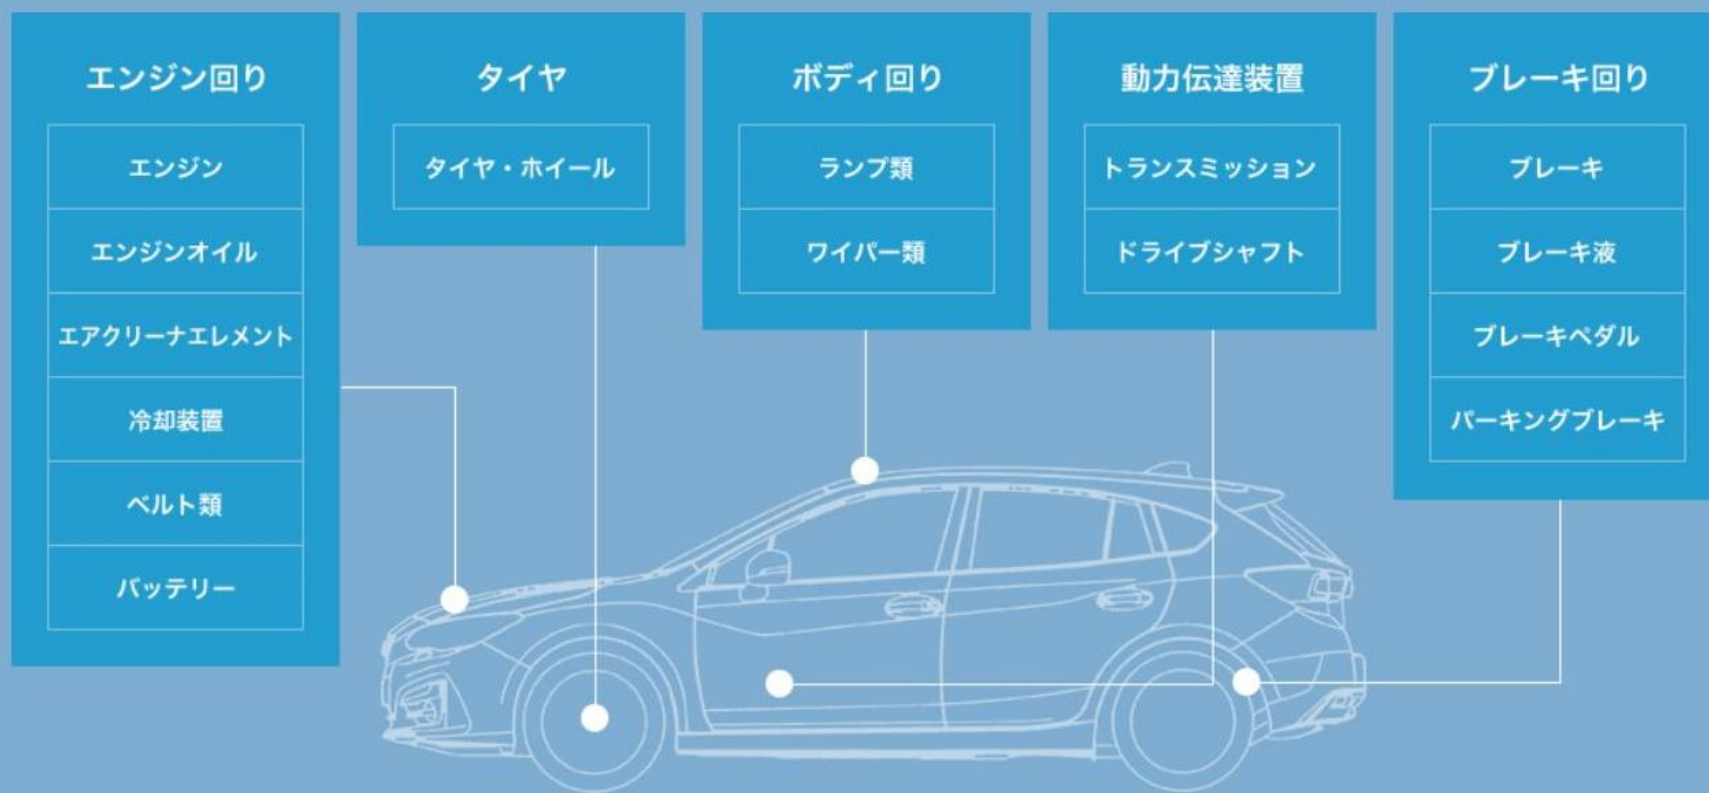 エンジン回り
エンジン
エンジンオイル
エアクリーナエレメント
冷却装置
ベルト類
バッテリー
タイヤ
タイヤ・ホイール
ボディ回り
ランプ類
ワイパー類
動力伝達装置
トランスミッション
ドライブシャフト
ブレーキ回り
ブレーキ
ブレーキ液
ブレーキペダル
パーキングブレーキ